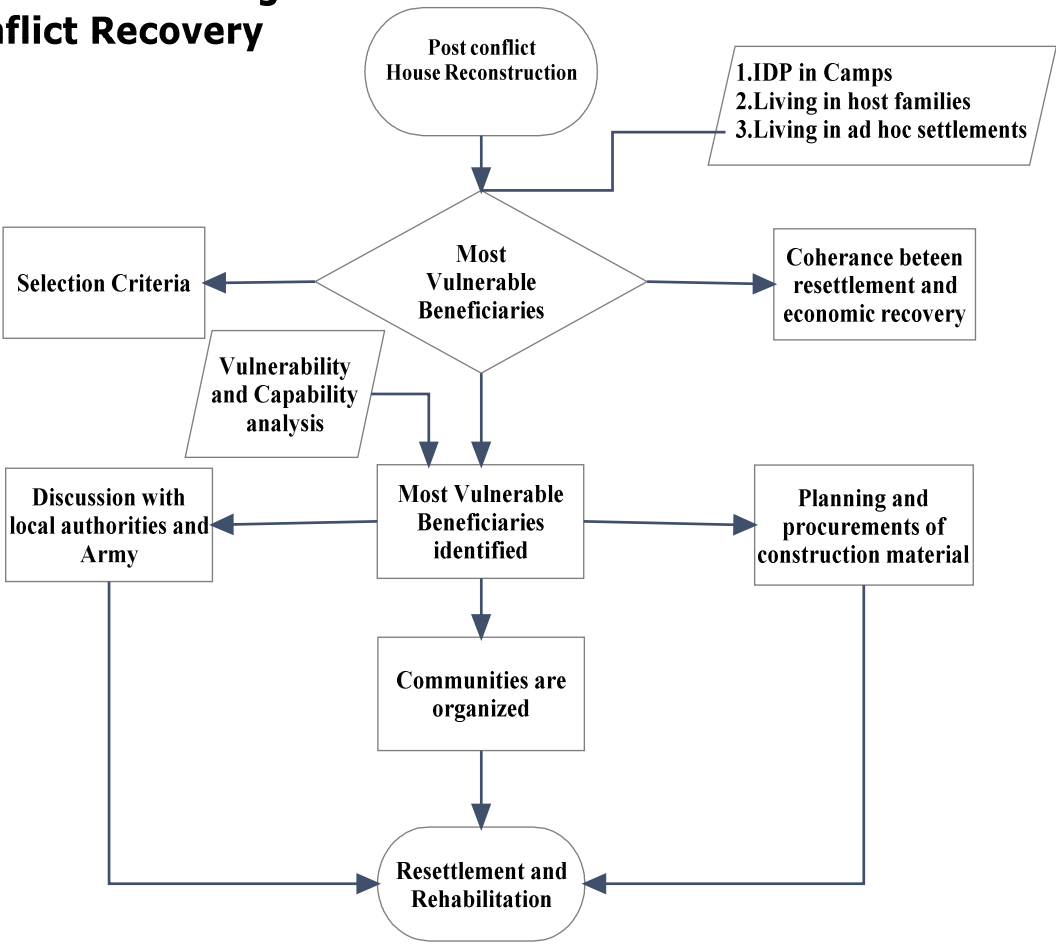 Recovery
Post conflict
House Reconstruction
1.IDP in Camps
2.Living in host families
3.Living in ad hoc settlements
Most
Vulnerable
Beneficiaries
Selection Criteria
Coherance beteen
resettlement and
economic recovery
Vulnerability
and Capability
analysis
Discussion with
local authorities and
Army
Most Vulnerable
Beneficiaries
identified
Planning and
procurements of
construction material
Communities are
organized
Resettlement and
Rehabilitation